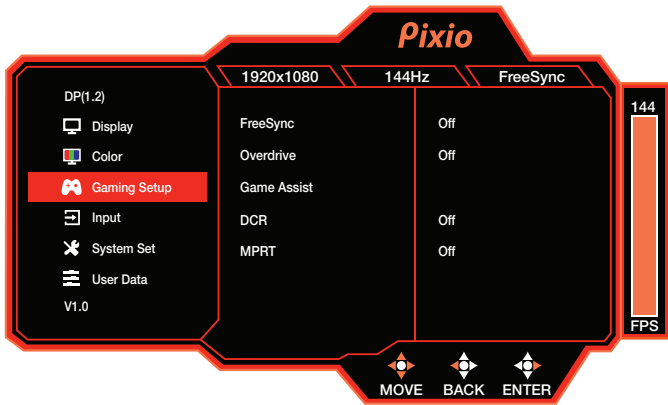 Pixio
1920x1080 144Hz FreeSync
DP(1.2)
Display
Color
Gaming Setup
Input
System Set
User Data
V1.0
FreeSync Off
Overdrive Off
Game Assist
DCR Off
MPRT Off
144
FPS
MOVE BACK ENTER